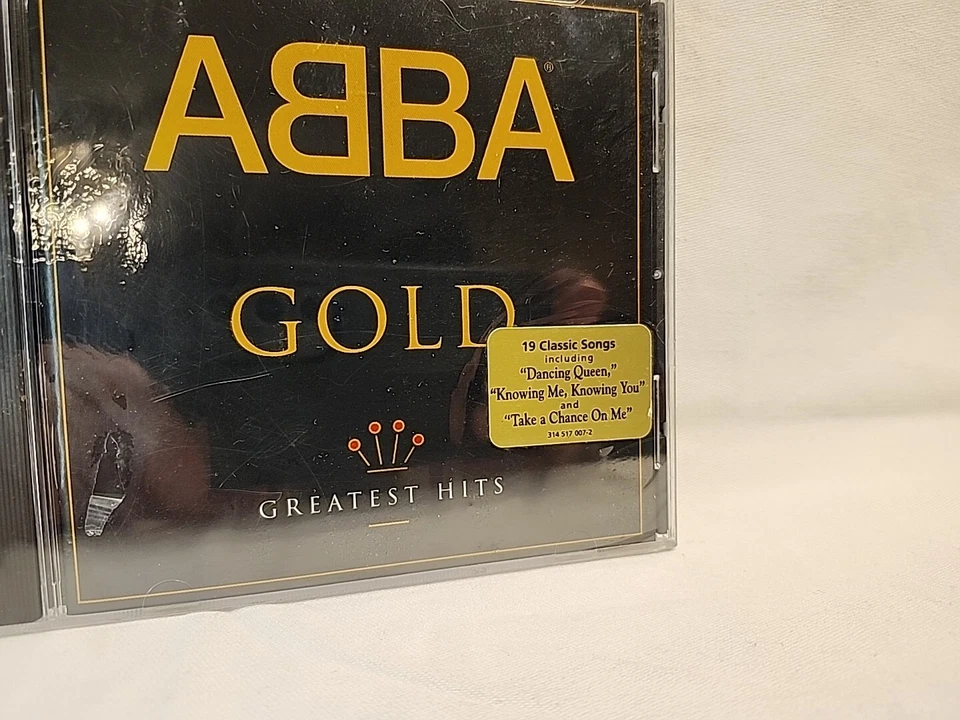 ABBA®
GOLD
19 Classic Songs
including
“Dancing Queen,”
“Knowing Me, Knowing You”
and
“Take a Chance On Me”
314 517 007-2
GREATEST HITS